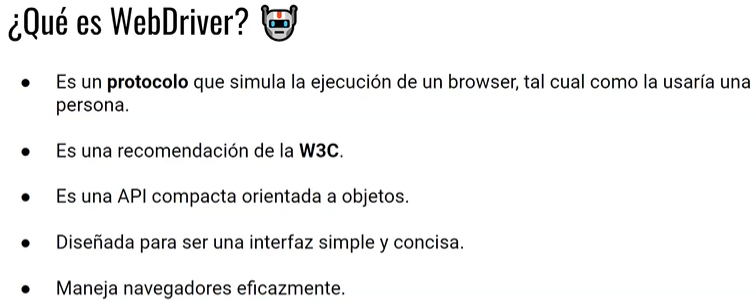 ¿Qué es WebDriver? 🤖
● Es un protocolo que simula la ejecución de un browser, tal cual como la usaría una
persona.
● Es una recomendación de la W3C.
● Es una API compacta orientada a objetos.
● Diseñada para ser una interfaz simple y concisa.
● Maneja navegadores eficazmente.